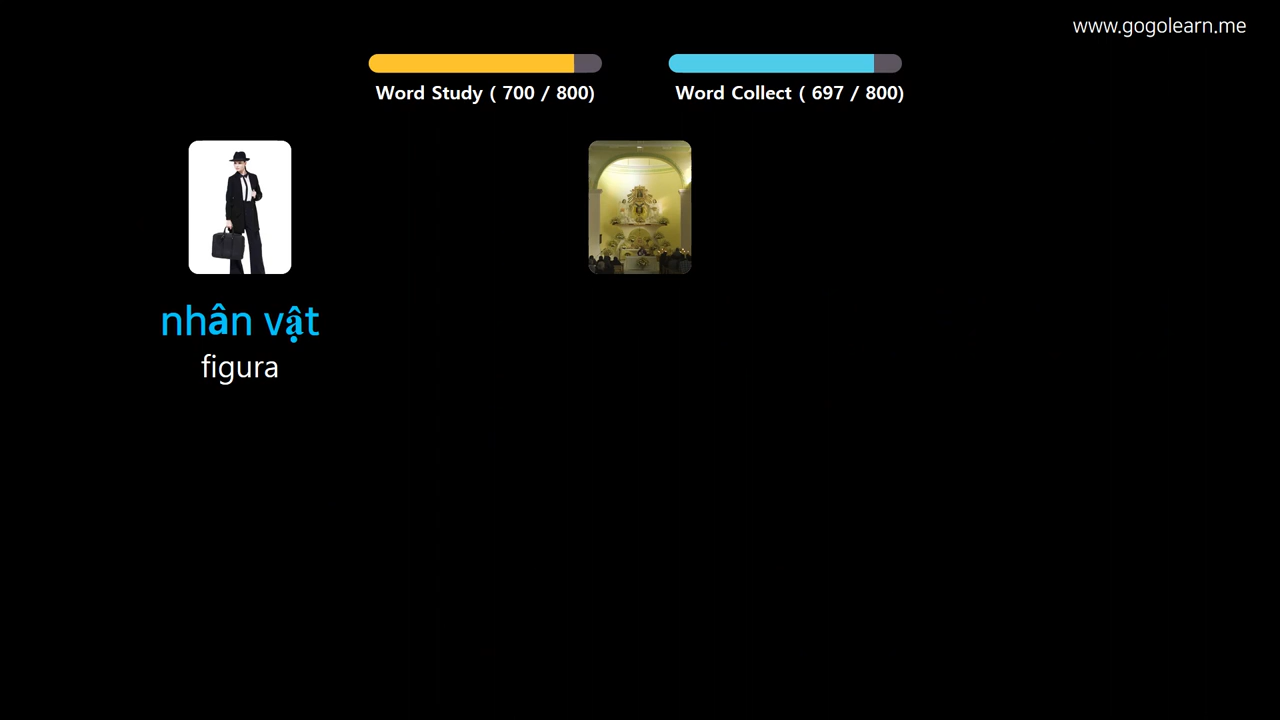 www.gogolearn.me
Word Study ( 700 / 800)
Word Collect ( 697 / 800)
nhân vật
figura